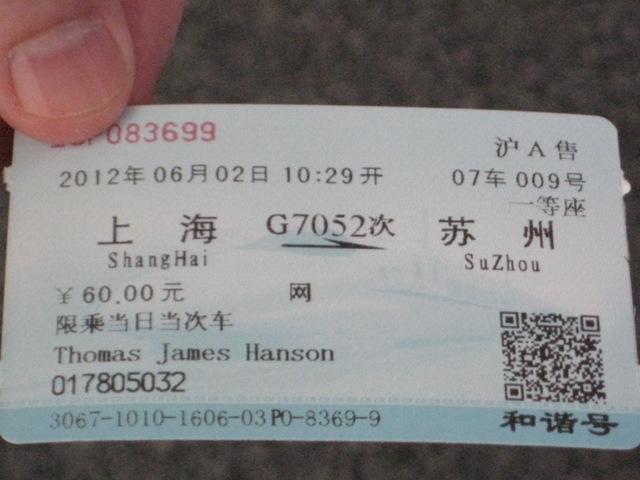 083699
沪A售
2012年06月02日 10:29开
07车 009号
一等座
上海 G7052次 苏州
ShangHai SuZhou
￥60.00元 网
限乘当日当次车
Thomas James Hanson
017805032
3067-1010-1606-03P0-8369-9
和谐号